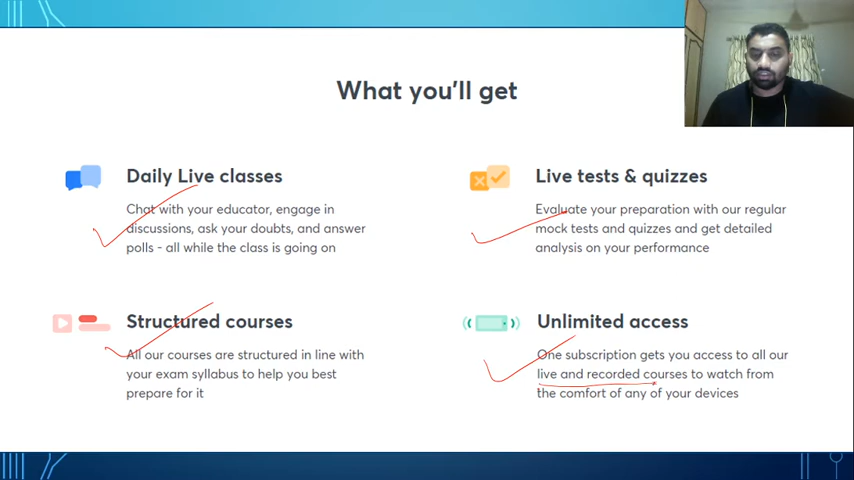 What you'll get
Daily Live classes
Chat with your educator, engage in
discussions, ask your doubts, and answer
polls - all while the class is going on
Live tests & quizzes
Evaluate your preparation with our regular
mock tests and quizzes and get detailed
analysis on your performance
Structured courses
All our courses are structured in line with
your exam syllabus to help you best
prepare for it
Unlimited access
One subscription gets you access to all our
live and recorded courses to watch from
the comfort of any of your devices